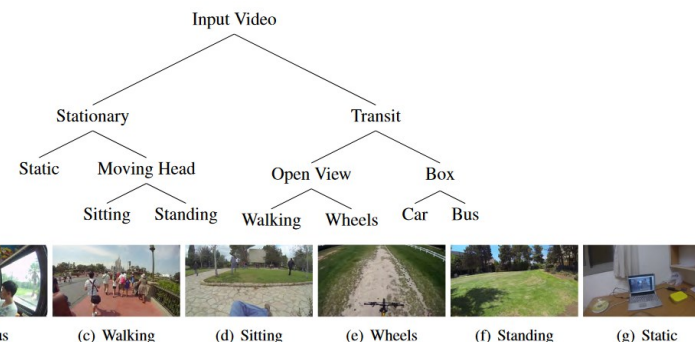 Input Video
Stationary Transit
Static Moving Head Open View Box
Sitting Standing Walking Wheels Car Bus
us (c) Walking (d) Sitting (e) Wheels (f) Standing (g) Static